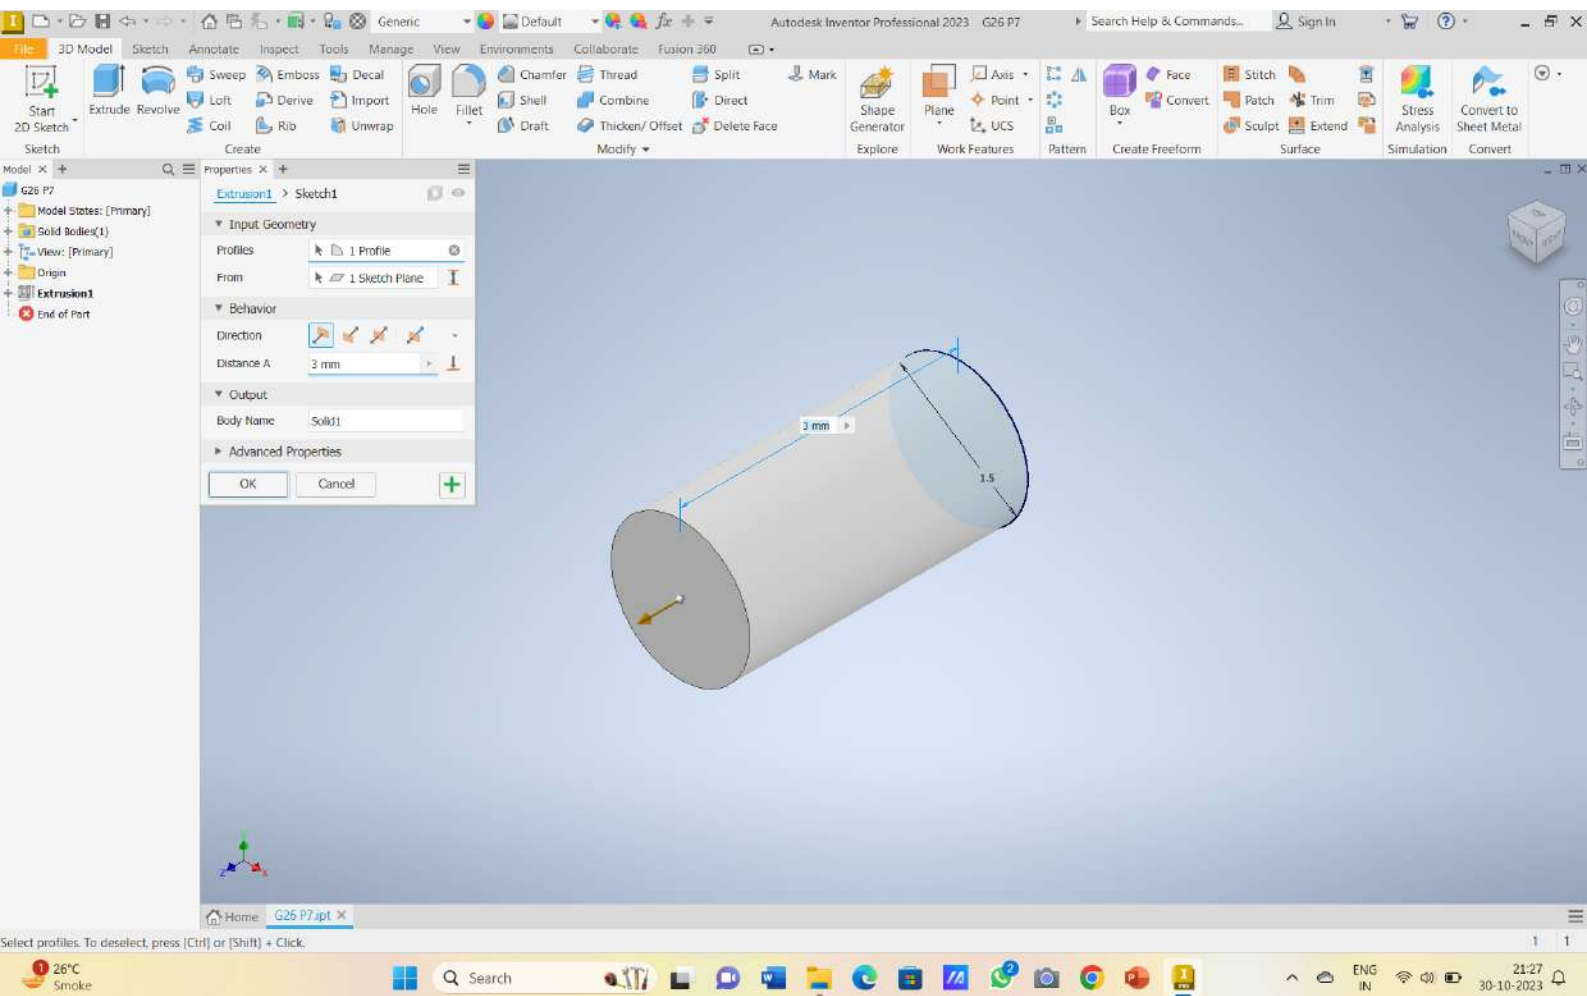 Generic
Default
Autodesk Inventor Professional 2023 G26 P7
Search Help & Commands...
Sign In
File 3D Model Sketch Annotate Inspect Tools Manage View Environments Collaborate Fusion 360
Start
2D Sketch
Extrude
Revolve
Sweep
Emboss
Decal
Loft
Derive
Import
Coil
Rib
Unwrap
Hole
Fillet
Chamfer
Thread
Split
Mark
Shell
Combine
Direct
Draft
Thicken/ Offset
Delete Face
Shape
Generator
Plane
Axis
Point
UCS
Box
Face
Convert
Stitch
Patch
Trim
Sculpt
Extend
Stress
Analysis
Convert to
Sheet Metal
Sketch
Create
Modify
Explore
Work Features
Pattern
Create Freeform
Surface
Simulation
Convert
Model
G26 P7
Model States: [Primary]
Solid Bodies(1)
View: [Primary]
Origin
Extrusion1
End of Part
Properties
Extrusion1 > Sketch1
Input Geometry
Profiles 1 Profile
From 1 Sketch Plane
Behavior
Direction
Distance A 3 mm
Output
Body Name Solid1
Advanced Properties
OK Cancel
3 mm
1.5
Y
Z X
Home G26 P7.ipt
Select profiles. To deselect, press [Ctrl] or [Shift] + Click.
1 1
1
26°C
Smoke
Search
2
ENG
IN
21:27
30-10-2023